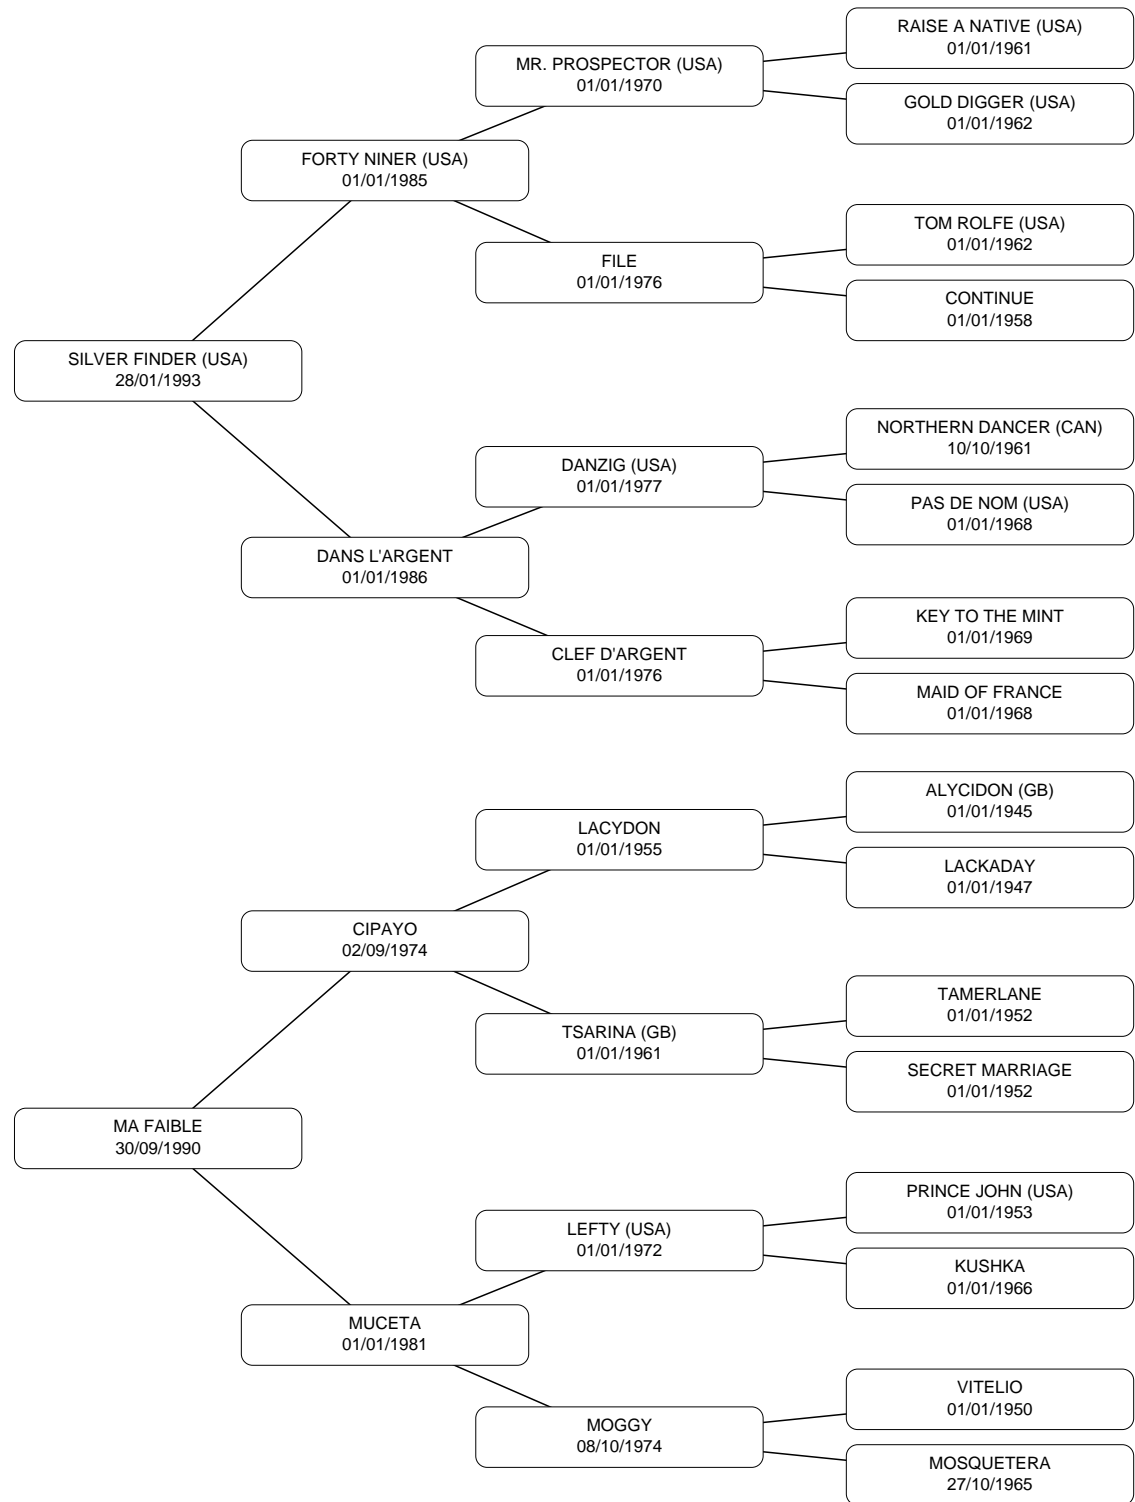 RAISE A NATIVE (USA)
01/01/1961
MR. PROSPECTOR (USA)
01/01/1970
GOLD DIGGER (USA)
01/01/1962
FORTY NINER (USA)
01/01/1985
TOM ROLFE (USA)
01/01/1962
FILE
01/01/1976
CONTINUE
01/01/1958
SILVER FINDER (USA)
28/01/1993
NORTHERN DANCER (CAN)
10/10/1961
DANZIG (USA)
01/01/1977
PAS DE NOM (USA)
01/01/1968
DANS L'ARGENT
01/01/1986
KEY TO THE MINT
01/01/1969
CLEF D'ARGENT
01/01/1976
MAID OF FRANCE
01/01/1968
ALYCIDON (GB)
01/01/1945
LACYDON
01/01/1955
LACKADAY
01/01/1947
CIPAYO
02/09/1974
TAMERLANE
01/01/1952
TSARINA (GB)
01/01/1961
SECRET MARRIAGE
01/01/1952
MA FAIBLE
30/09/1990
PRINCE JOHN (USA)
01/01/1953
LEFTY (USA)
01/01/1972
KUSHKA
01/01/1966
MUCETA
01/01/1981
VITELIO
01/01/1950
MOGGY
08/10/1974
MOSQUETERA
27/10/1965